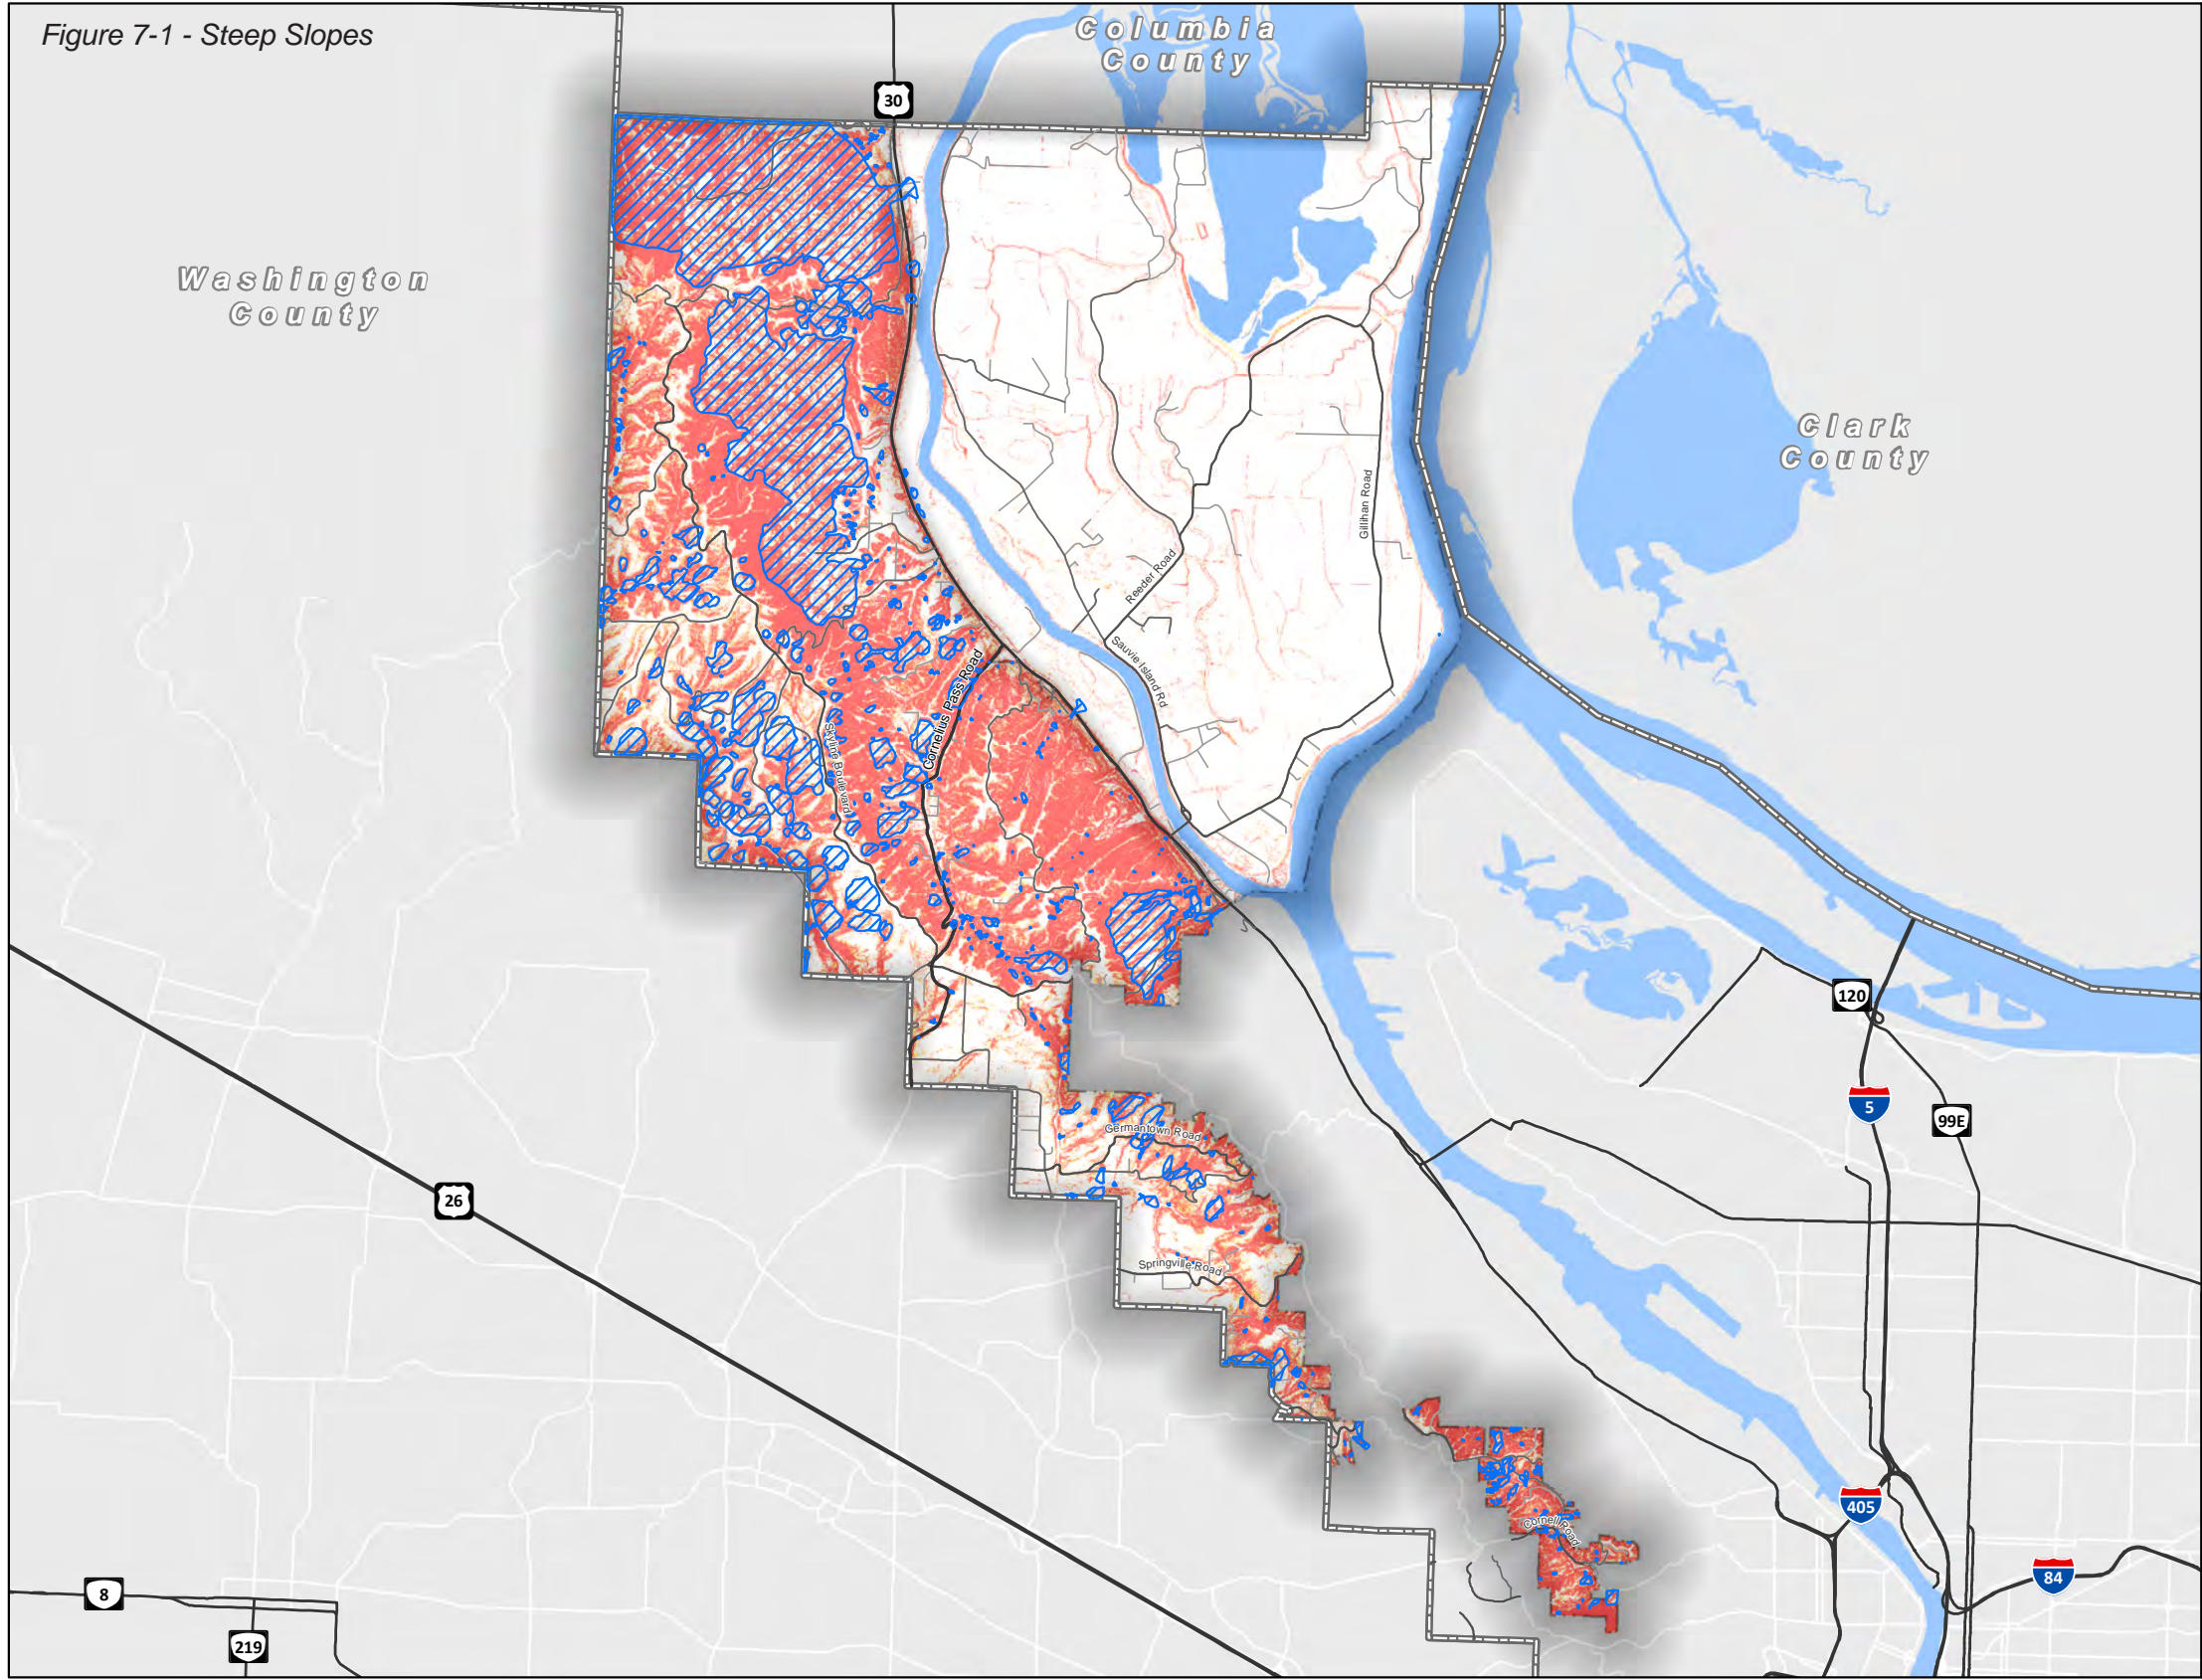 Figure 7-1 - Steep Slopes
Columbia
County
30
Washington
County
Clark
County
Gillihan Road
Reeder Road
Sauvie Island Rd
Cornelius Pass Road
Skyline Boulevard
120
5
99E
Germantown Road
26
Springville Road
405
Cornell Road
84
8
219